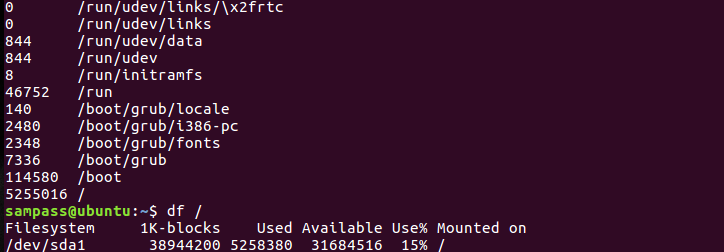 0       /run/udev/links/\x2frtc
0       /run/udev/links
844     /run/udev/data
844     /run/udev
8       /run/initramfs
46752   /run
140     /boot/grub/locale
2480    /boot/grub/i386-pc
2348    /boot/grub/fonts
7336    /boot/grub
114580  /boot
5255016 /
sampass@ubuntu:~$ df /
Filesystem     1K-blocks    Used Available Use% Mounted on
/dev/sda1       38944200 5258380  31684516  15% /